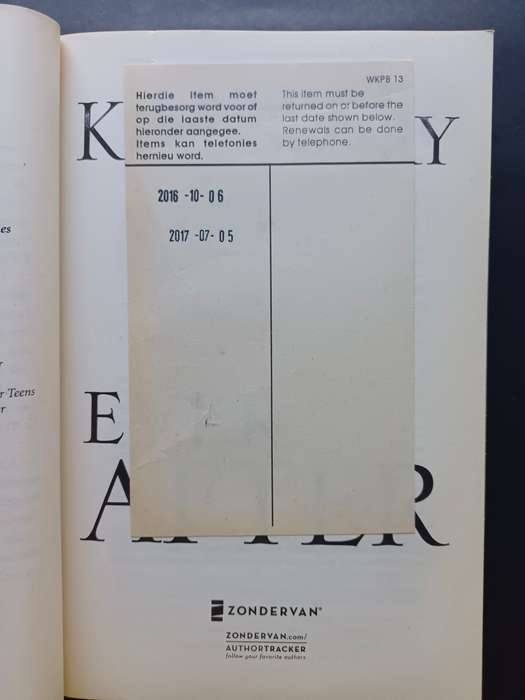 WKPB 13
Hierdie item moet
terugbesorg word voor of
op die laaste datum
hieronder aangegee.
Items kan telefonies
hernieu word.
This item must be
returned on or before the
last date shown below.
Renewals can be done
by telephone.
2016 -10- 06
2017 -07- 05
K
Y
es
r
r Teens
r
E
AFTER
ZONDERVAN®
ZONDERVAN.com/
AUTHORTRACKER
follow your favorite authors